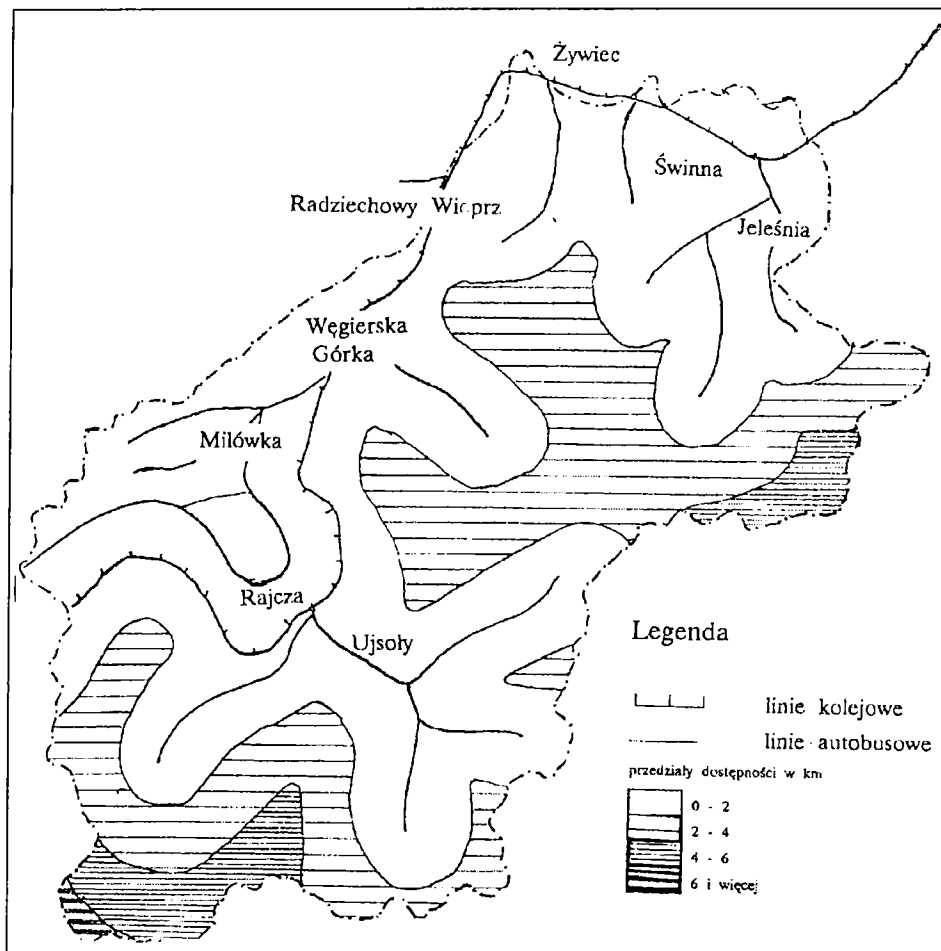 Żywiec
Świnna
Radziechowy
Jeleśnia
Węgierska
Górka
Milówka
Rajcza
Ujsoły
Legenda
linie kolejowe
linie autobusowe
przedziały dostępności w km
0 - 2
2 - 4
4 - 6
6 i więcej